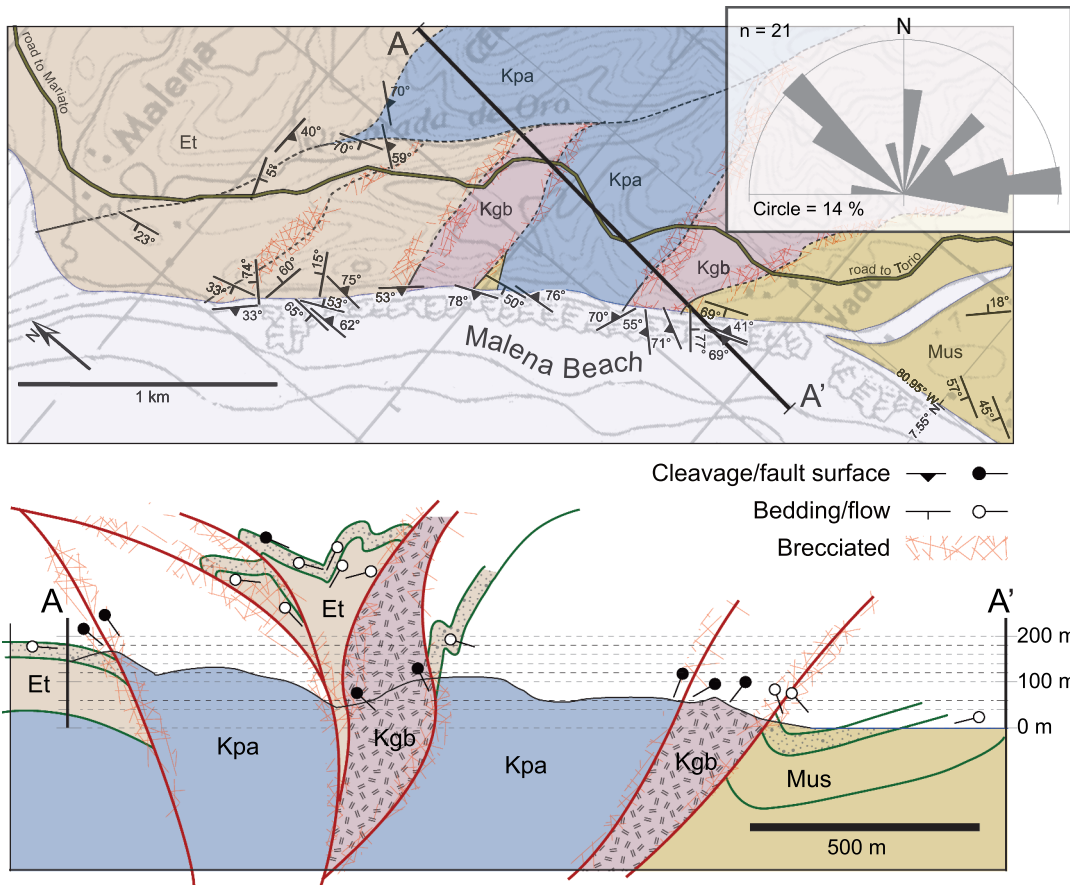 n = 21
N
Circle = 14 %
road to Mariato
Malena
A
Kpa
70°
da de Oro
Et
40°
70°
59°
5°
Kpa
Kgb
23°
Kgb
road to Torio
74°
60°
15°
75°
33°
33°
65°
53°
62°
53°
78°
50°
76°
70°
55°
71°
77°
69°
41°
69°
18°
Mus
57°
45°
80.95° W
7.55° N
N
Malena Beach
A'
1 km
Cleavage/fault surface
Bedding/flow
Brecciated
A
A'
200 m
100 m
0 m
Et
Et
Kpa
Kgb
Kpa
Kgb
Mus
500 m